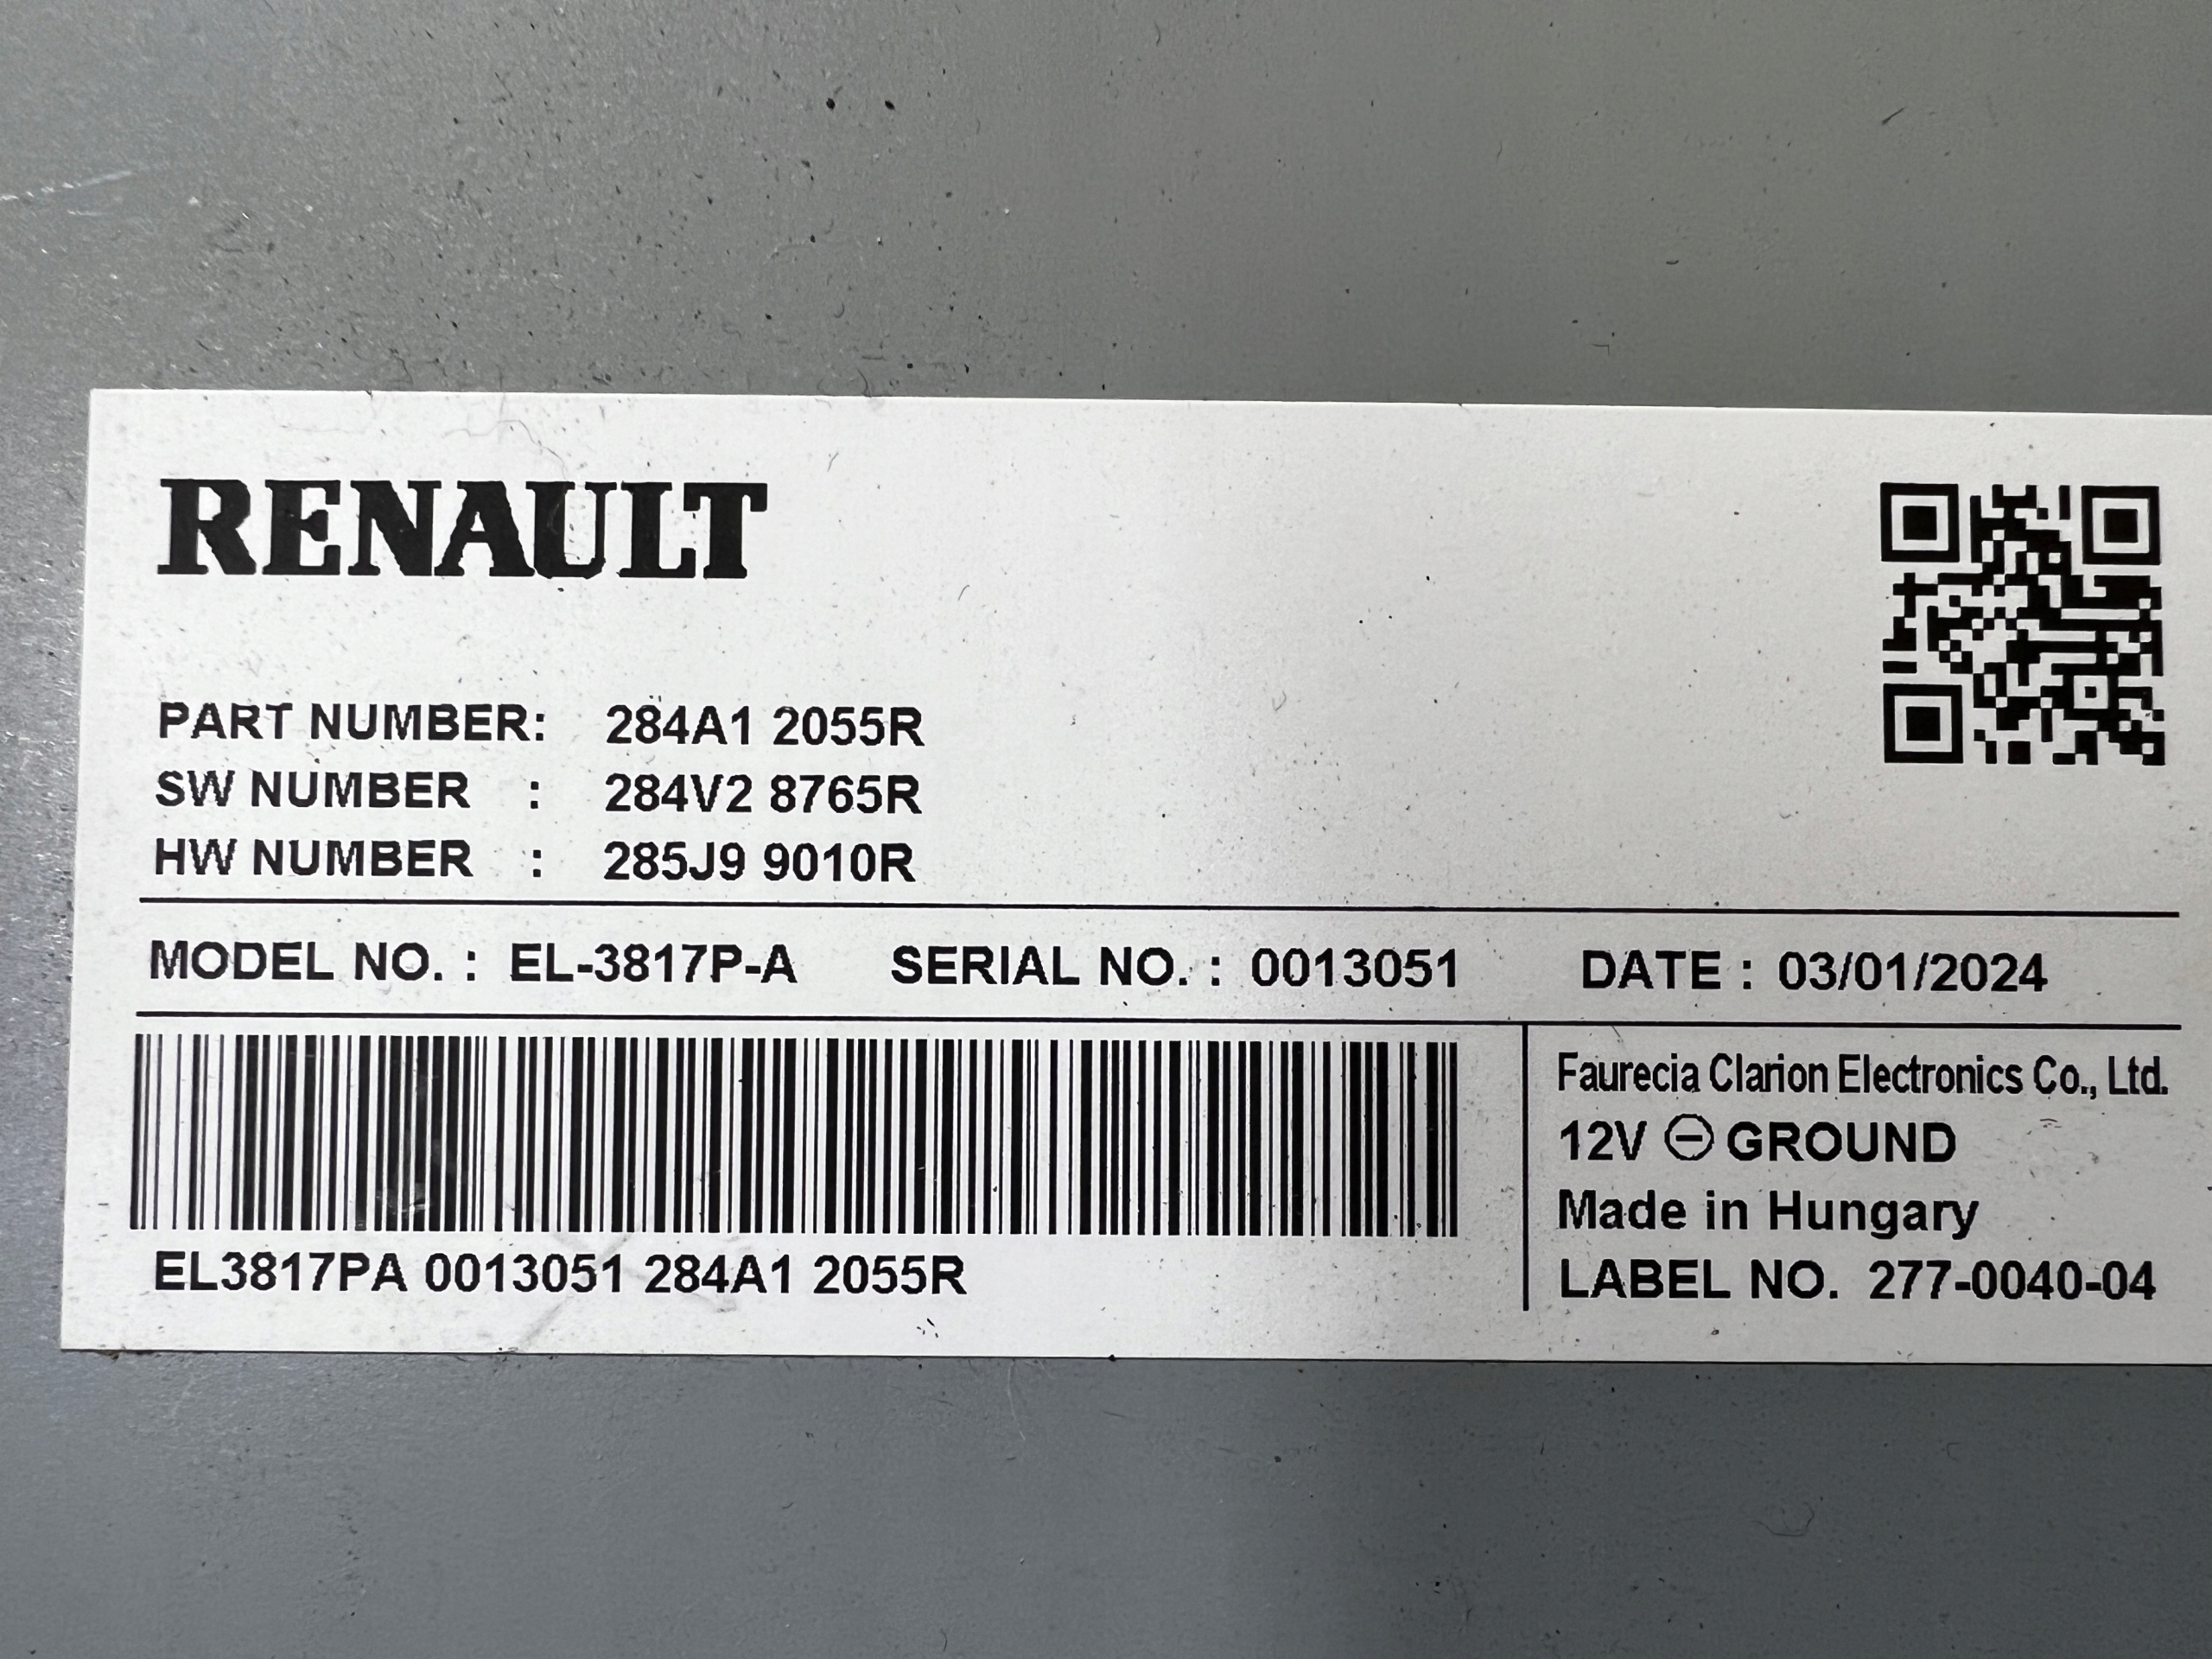 RENAULT
PART NUMBER: 284A1 2055R
SW NUMBER : 284V2 8765R
HW NUMBER : 285J9 9010R
MODEL NO. : EL-3817P-A SERIAL NO. : 0013051 DATE : 03/01/2024
EL3817PA 0013051 284A1 2055R
Faurecia Clarion Electronics Co., Ltd.
12V ⊖ GROUND
Made in Hungary
LABEL NO. 277-0040-04